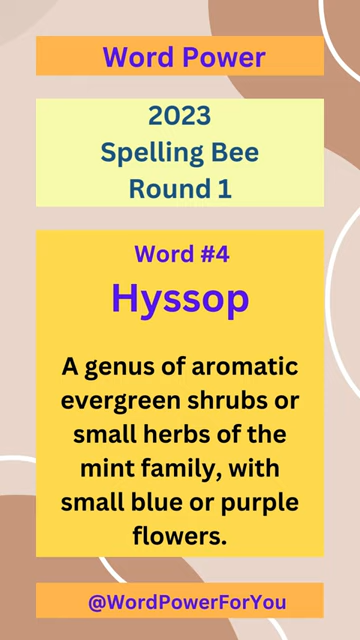 Word Power
2023
Spelling Bee
Round 1
Word #4
Hyssop
A genus of aromatic
evergreen shrubs or
small herbs of the
mint family, with
small blue or purple
flowers.
@WordPowerForYou